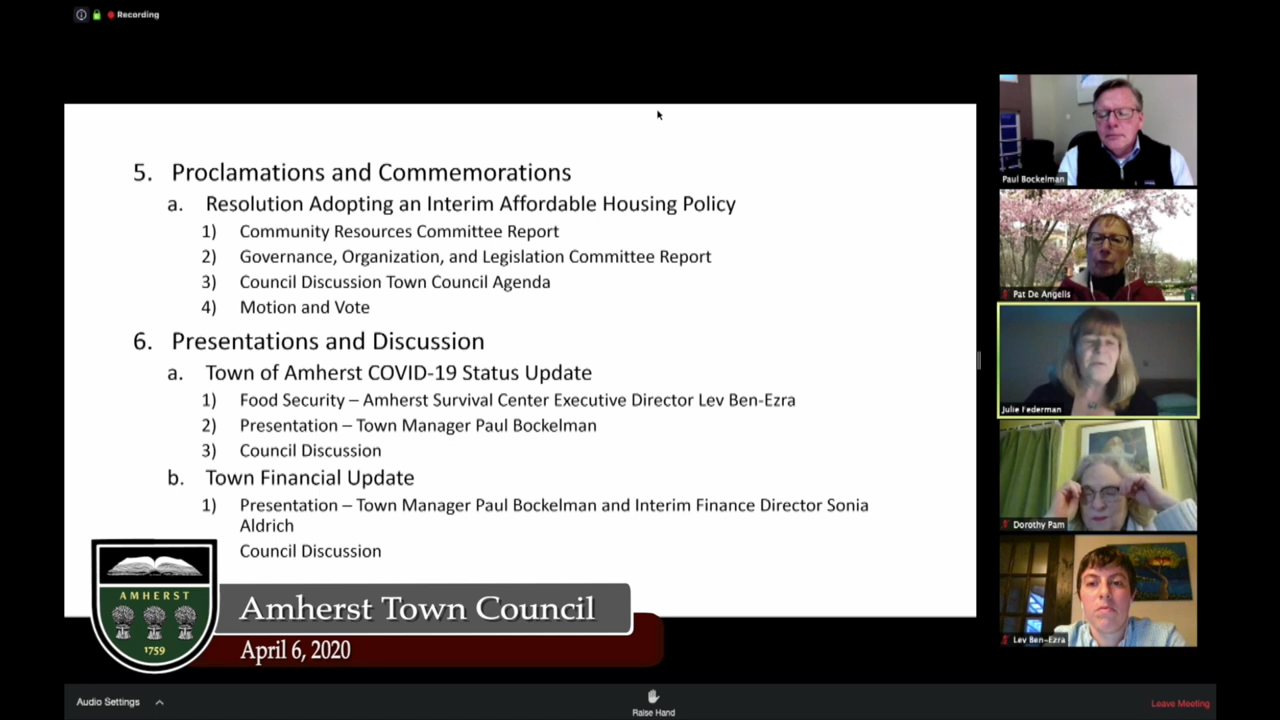 Recording
5. Proclamations and Commemorations
a. Resolution Adopting an Interim Affordable Housing Policy
1) Community Resources Committee Report
2) Governance, Organization, and Legislation Committee Report
3) Council Discussion Town Council Agenda
4) Motion and Vote
6. Presentations and Discussion
a. Town of Amherst COVID-19 Status Update
1) Food Security – Amherst Survival Center Executive Director Lev Ben-Ezra
2) Presentation – Town Manager Paul Bockelman
3) Council Discussion
b. Town Financial Update
1) Presentation – Town Manager Paul Bockelman and Interim Finance Director Sonia
Aldrich
Council Discussion
AMHERST
1759
Amherst Town Council
April 6, 2020
Paul Bockelman
Pat De Angelis
Julie Federman
Dorothy Pam
Lev Ben-Ezra
Audio Settings
Raise Hand
Leave Meeting